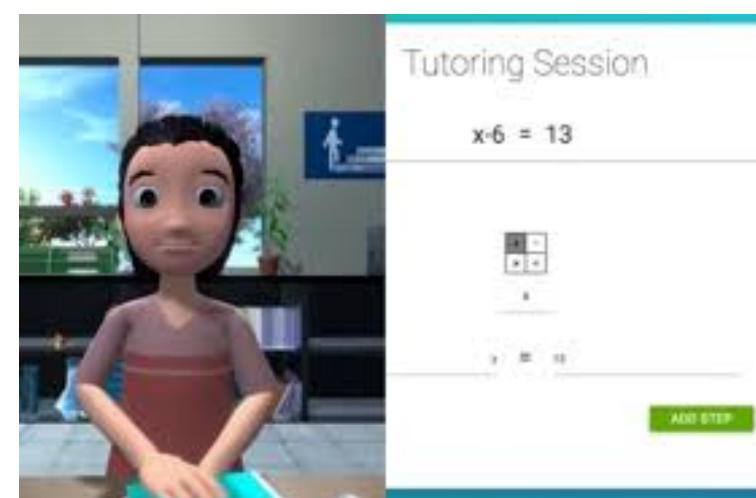 Tutoring Session
x-6 = 13
=
ADD STEP